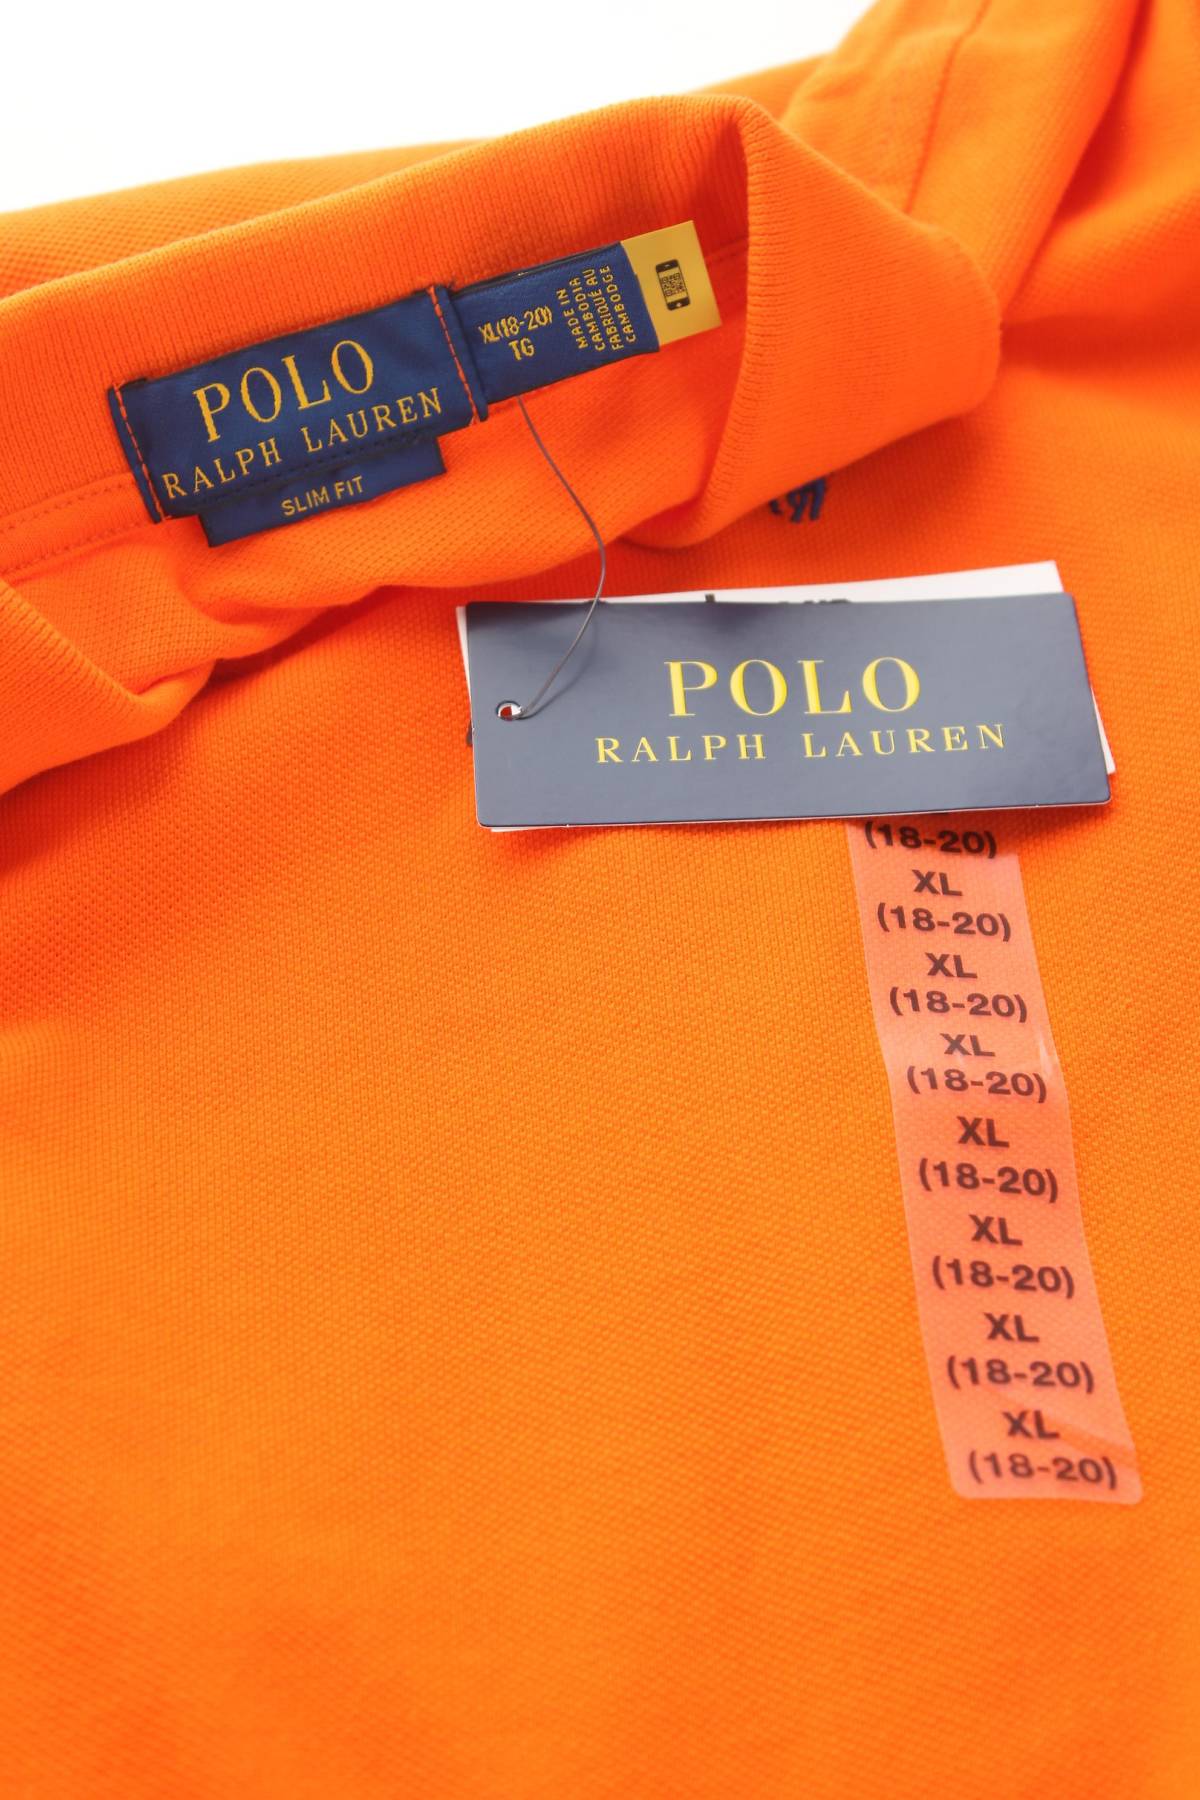 POLO
RALPH LAUREN
SLIM FIT
XL(18-20)
TG
MADE IN
CAMBODIA
FABRIQUÉ AU
CAMBODGE
POLO
RALPH LAUREN
(18-20)
XL
(18-20)
XL
(18-20)
XL
(18-20)
XL
(18-20)
XL
(18-20)
XL
(18-20)
XL
(18-20)